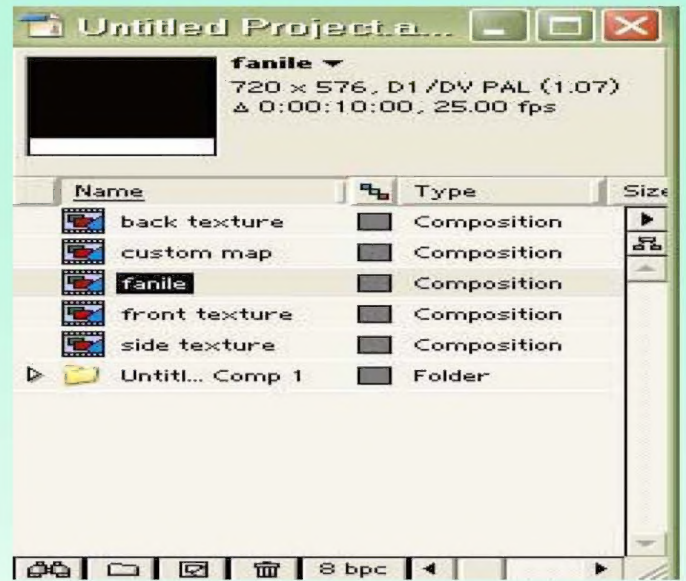 Untitled Project.a...
fanile
720 x 576, D1/DV PAL (1.07)
Δ 0:00:10:00, 25.00 fps
Name Type Size
back texture Composition
custom map Composition
fanile Composition
front texture Composition
side texture Composition
Untitl... Comp 1 Folder
8 bpc